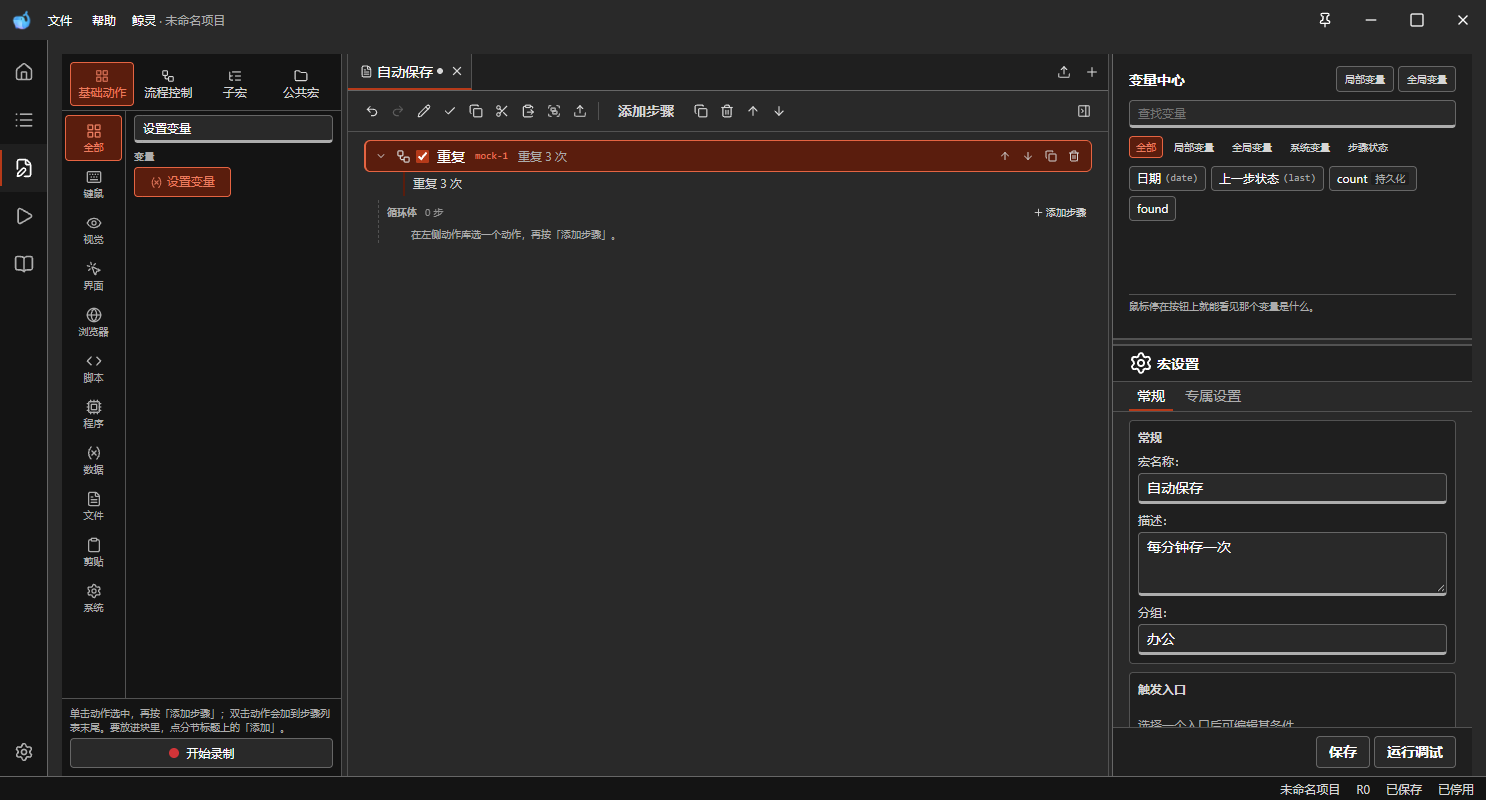 文件 帮助 鲸灵 · 未命名项目
基础动作 流程控制 子宏 公共宏
全部
键鼠
视觉
界面
浏览器
脚本
程序
数据
文件
剪贴
系统
设置变量
变量
(x) 设置变量
单击动作选中，再按「添加步骤」；双击动作会加到步骤列
表末尾。要放进块里，点分节标题上的「添加」。
开始录制
自动保存
添加步骤
重复 mock-1 重复 3 次
重复 3 次
循环体 0 步
+ 添加步骤
在左侧动作库选一个动作，再按「添加步骤」。
变量中心
局部变量 全局变量
查找变量
全部 局部变量 全局变量 系统变量 步骤状态
日期 (date) 上一步状态 (last) count 持久化
found
鼠标停在按钮上就能看见那个变量是什么。
宏设置
常规 专属设置
常规
宏名称:
自动保存
描述:
每分钟存一次
分组:
办公
触发入口
选择一个入口后可编辑其条件
保存 运行调试
未命名项目 R0 已保存 已停用